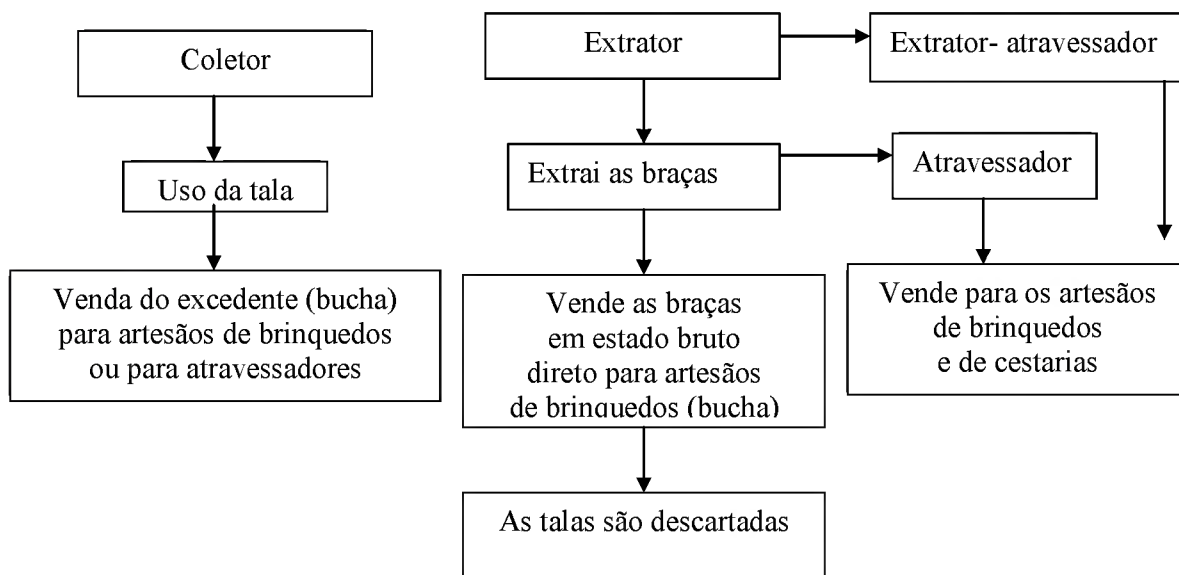 Coletor
Uso da tala
Venda do excedente (bucha)
para artesãos de brinquedos
ou para atravessadores
Extrator
Extrai as braças
Vende as braças
em estado bruto
direto para artesãos
de brinquedos (bucha)
As talas são descartadas
Extrator- atravessador
Atravessador
Vende para os artesãos
de brinquedos
e de cestarias